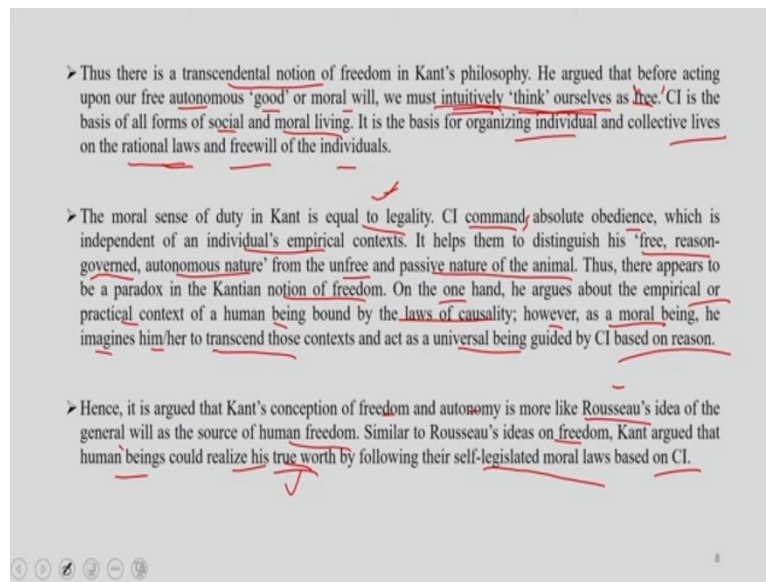 ➢ Thus there is a transcendental notion of freedom in Kant's philosophy. He argued that before acting
upon our free autonomous 'good' or moral will, we must intuitively 'think' ourselves as 'free.' CI is the
basis of all forms of social and moral living. It is the basis for organizing individual and collective lives
on the rational laws and freewill of the individuals.
➢ The moral sense of duty in Kant is equal to legality. CI command, absolute obedience, which is
independent of an individual's empirical contexts. It helps them to distinguish his 'free, reason-
governed, autonomous nature' from the unfree and passive nature of the animal. Thus, there appears to
be a paradox in the Kantian notion of freedom. On the one hand, he argues about the empirical or
practical context of a human being bound by the laws of causality; however, as a moral being, he
imagines him/her to transcend those contexts and act as a universal being guided by CI based on reason.
➢ Hence, it is argued that Kant's conception of freedom and autonomy is more like Rousseau's idea of the
general will as the source of human freedom. Similar to Rousseau's ideas on freedom, Kant argued that
human beings could realize his true worth by following their self-legislated moral laws based on CI.
8